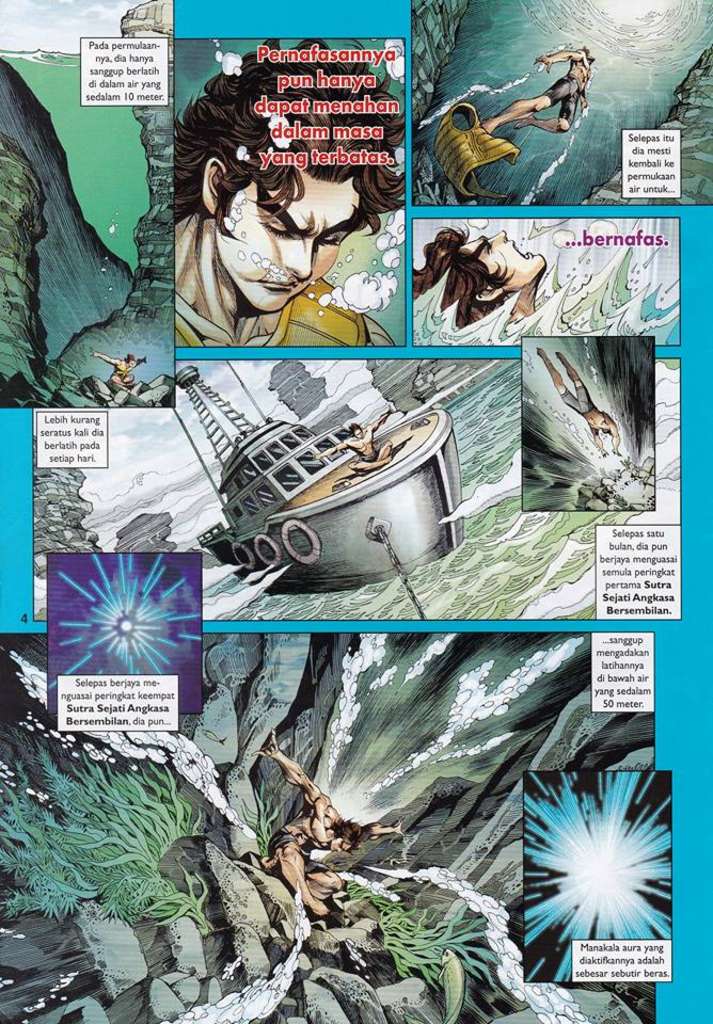 Pada permulaan-
nya, dia hanya
sanggup berlatih
di dalam air yang
sedalam 10 meter.
Pernafasannya
pun hanya
dapat menahan
dalam masa
yang terbatas.
Selepas itu
dia mesti
kembali ke
permukaan
air untuk...
...bernafas.
Lebih kurang
seratus kali dia
berlatih pada
setiap hari.
Selepas satu
bulan, dia pun
berjaya menguasai
semula peringkat
pertama Sutra
Sejati Angkasa
Bersembilan.
4
Selepas berjaya me-
nguasai peringkat keempat
Sutra Sejati Angkasa
Bersembilan, dia pun...
...sanggup
mengadakan
latihannya
di bawah air
yang sedalam
50 meter.
Manakala aura yang
diaktifkannya adalah
sebesar sebutir beras.